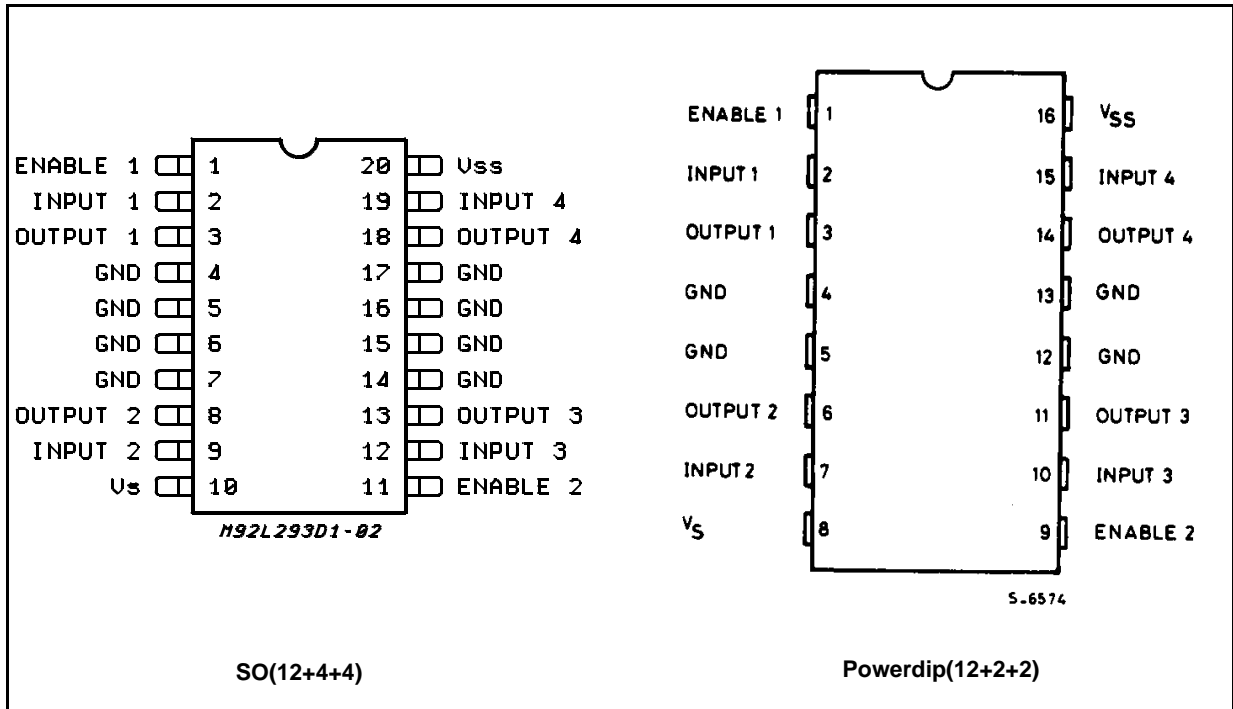 ENABLE 1 1 20 Vss
INPUT 1 2 19 INPUT 4
OUTPUT 1 3 18 OUTPUT 4
GND 4 17 GND
GND 5 16 GND
GND 6 15 GND
GND 7 14 GND
OUTPUT 2 8 13 OUTPUT 3
INPUT 2 9 12 INPUT 3
Vs 10 11 ENABLE 2
M92L293D1-02
SO(12+4+4)
ENABLE 1 1 16 VSS
INPUT 1 2 15 INPUT 4
OUTPUT 1 3 14 OUTPUT 4
GND 4 13 GND
GND 5 12 GND
OUTPUT 2 6 11 OUTPUT 3
INPUT 2 7 10 INPUT 3
VS 8 9 ENABLE 2
S-6574
Powerdip(12+2+2)